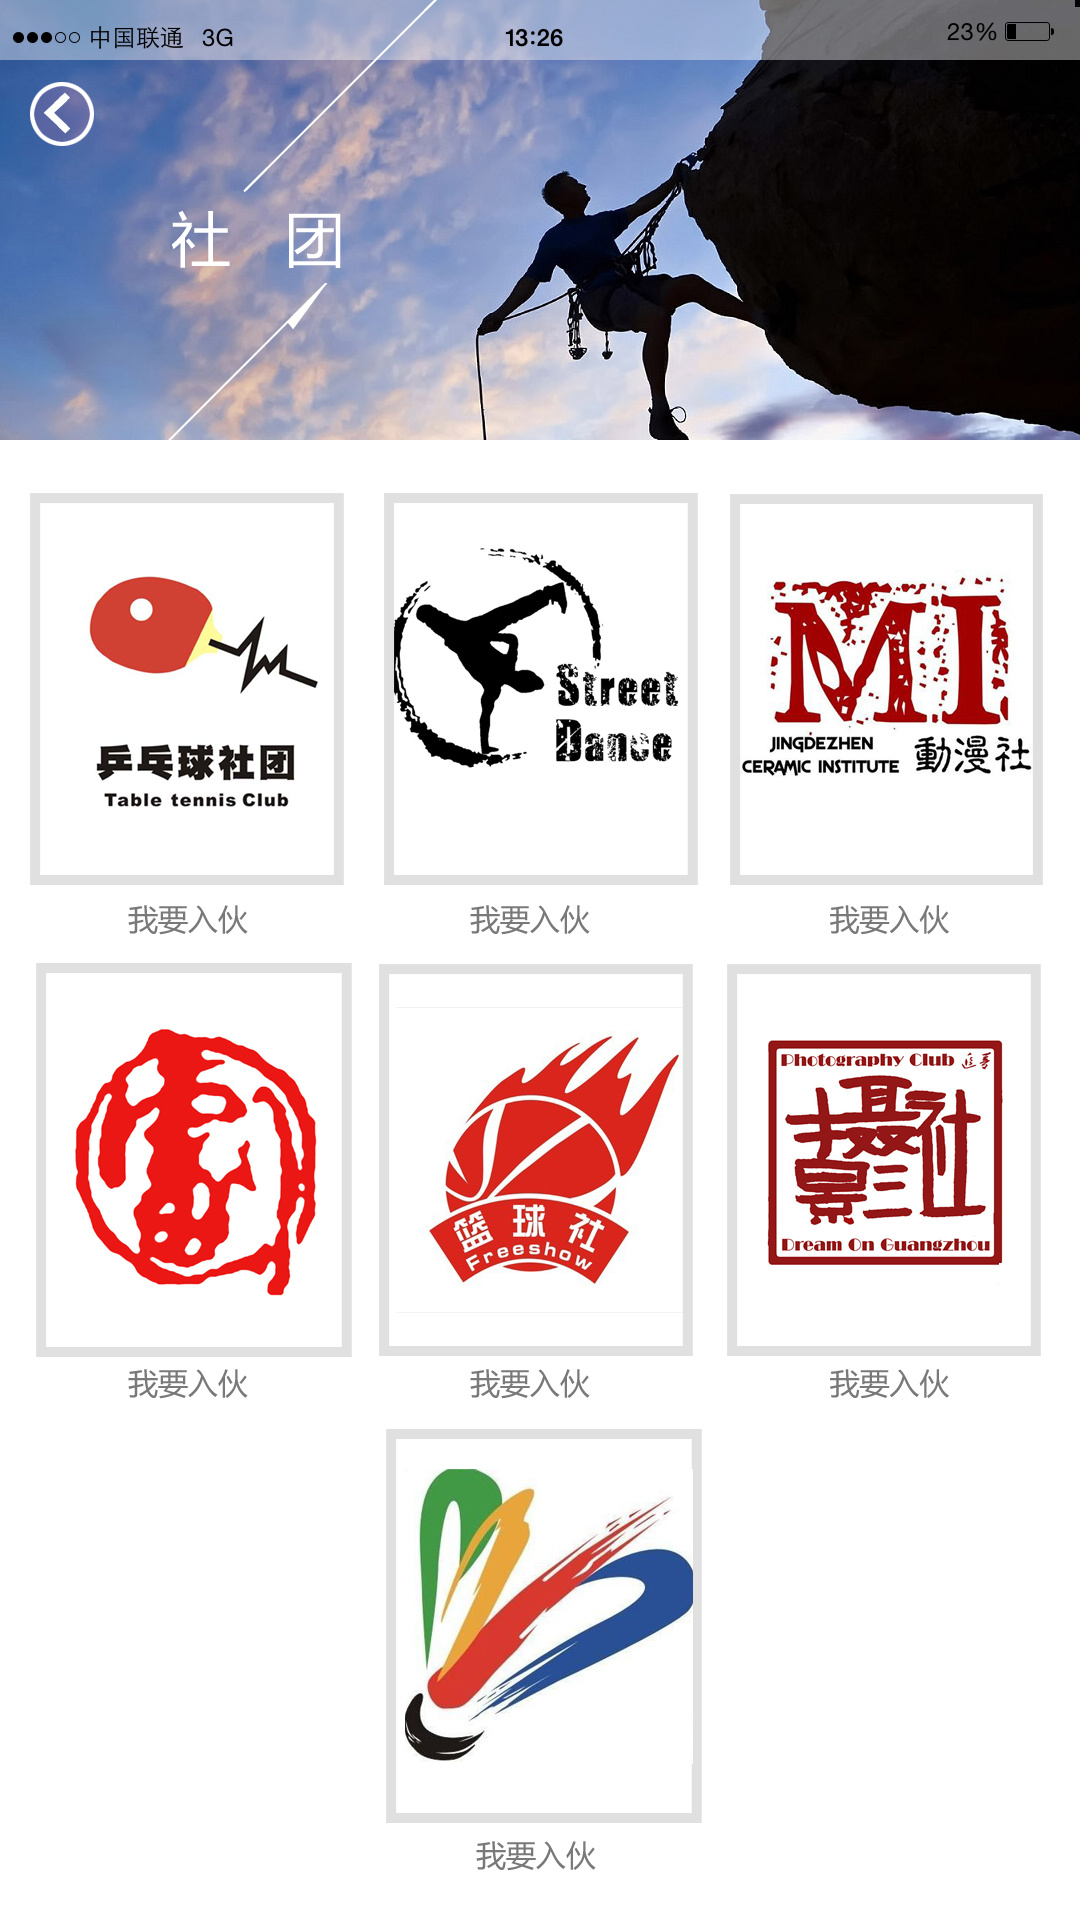 中国联通 3G
13:26
23%
社 团
乒乓球社团
Table tennis Club
Street
Dance
MI
JINGDEZHEN
CERAMIC INSTITUTE 動漫社
我要入伙
我要入伙
我要入伙
篮球社
Freeshow
Photography Club
摄影社
Dream On Guangzhou
我要入伙
我要入伙
我要入伙
我要入伙